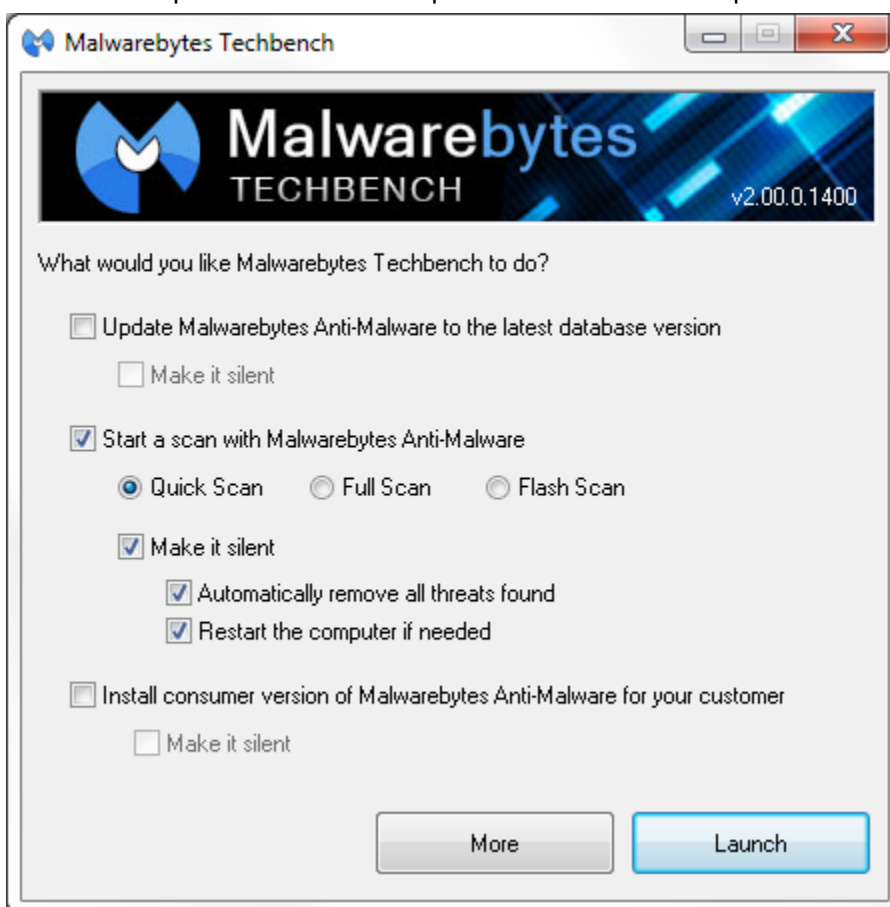 Malwarebytes Techbench
Malwarebytes
TECHBENCH
v2.00.0.1400
What would you like Malwarebytes Techbench to do?
Update Malwarebytes Anti-Malware to the latest database version
Make it silent
Start a scan with Malwarebytes Anti-Malware
Quick Scan Full Scan Flash Scan
Make it silent
Automatically remove all threats found
Restart the computer if needed
Install consumer version of Malwarebytes Anti-Malware for your customer
Make it silent
More Launch